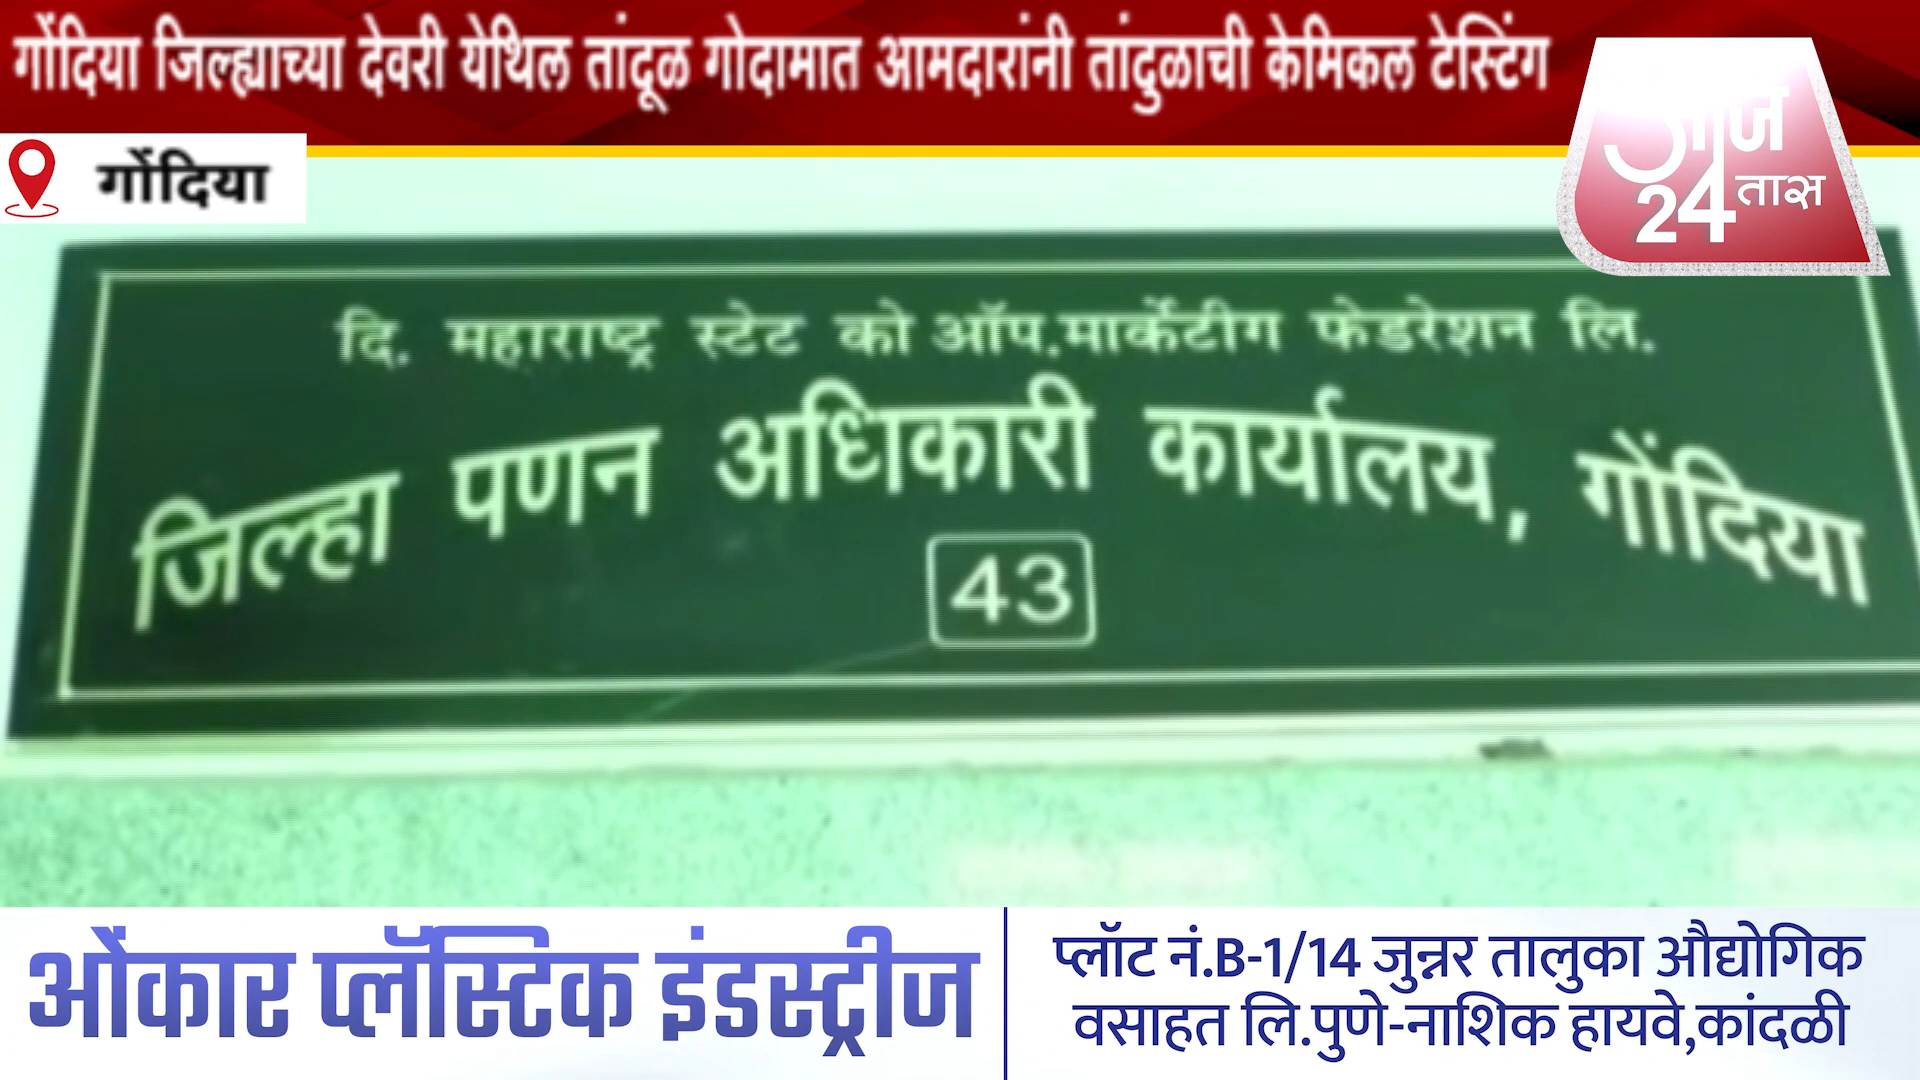 गोंदिया जिल्ह्याच्या देवरी येथिल तांदूळ गोदामात आमदारांनी तांदुळाची केमिकल टेस्टिंग
आज
24 तास
गोंदिया
दि. महाराष्ट्र स्टेट को ऑप.मार्केटीग फेडरेशन लि.
जिल्हा पणन अधिकारी कार्यालय, गोंदिया
43
ओंकार प्लॅस्टिक इंडस्ट्रीज
प्लॉट नं.B-1/14 जुन्नर तालुका औद्योगिक
वसाहत लि.पुणे-नाशिक हायवे,कांदळी